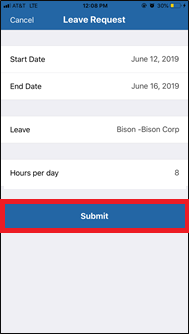 AT&T LTE 12:08 PM 30%
Cancel Leave Request
Start Date June 12, 2019
End Date June 16, 2019
Leave Bison -Bison Corp
Hours per day 8
Submit